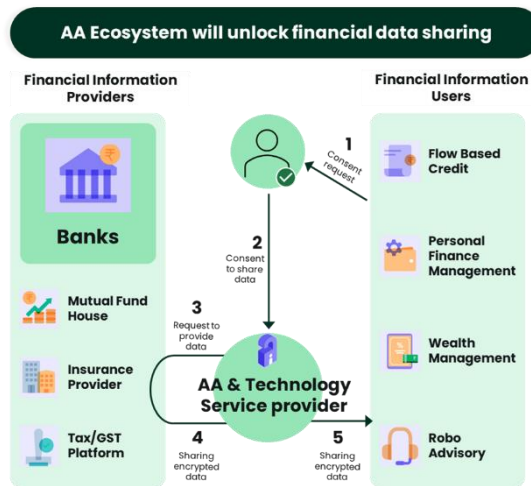 AA Ecosystem will unlock financial data sharing
Financial Information
Providers
Financial Information
Users
Banks
Mutual Fund
House
Insurance
Provider
Tax/GST
Platform
1
Consent
request
2
Consent
to share
data
3
Request to
provide
data
AA & Technology
Service provider
4
Sharing
encrypted
data
5
Sharing
encrypted data
Flow Based
Credit
Personal
Finance
Management
Wealth
Management
Robo
Advisory